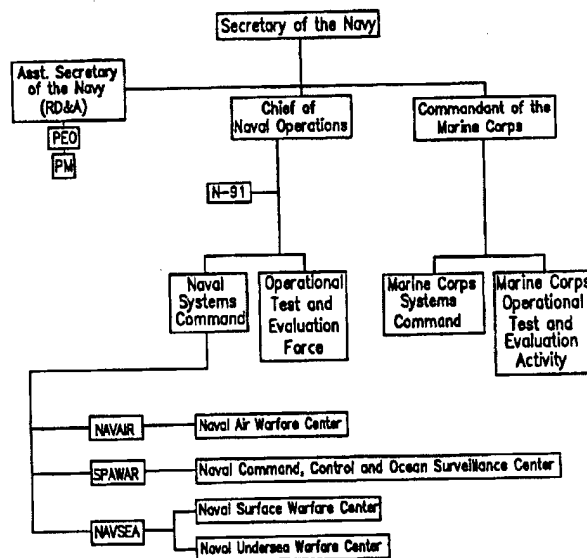 Secretary of the Navy
Asst. Secretary
of the Navy
(RD&A)
PEO
PM
Chief of
Naval Operations
Commandant of the
Marine Corps
N-91
Naval
Systems
Command
Operational
Test and
Evaluation
Force
Marine Corps
Systems
Command
Marine Corps
Operational
Test and
Evaluation
Activity
NAVAIR
Naval Air Warfare Center
SPAWAR
Naval Command, Control and Ocean Surveillance Center
NAVSEA
Naval Surface Warfare Center
Naval Undersea Warfare Center